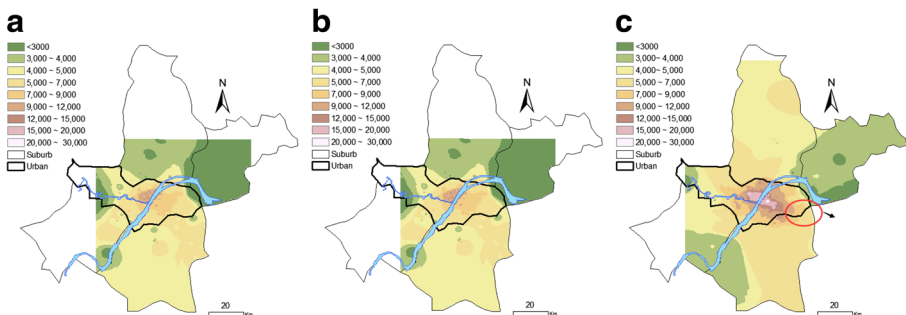 a
<3000
3,000 ~ 4,000
4,000 ~ 5,000
5,000 ~ 7,000
7,000 ~ 9,000
9,000 ~ 12,000
12,000 ~ 15,000
15,000 ~ 20,000
20,000 ~ 30,000
Suburb
Urban
N
20
Km
b
<3000
3,000 ~ 4,000
4,000 ~ 5,000
5,000 ~ 7,000
7,000 ~ 9,000
9,000 ~ 12,000
12,000 ~ 15,000
15,000 ~ 20,000
20,000 ~ 30,000
Suburb
Urban
N
20
Km
c
<3000
3,000 ~ 4,000
4,000 ~ 5,000
5,000 ~ 7,000
7,000 ~ 9,000
9,000 ~ 12,000
12,000 ~15,000
15,000 ~ 20,000
20,000 ~ 30,000
Suburb
Urban
N
20
Km